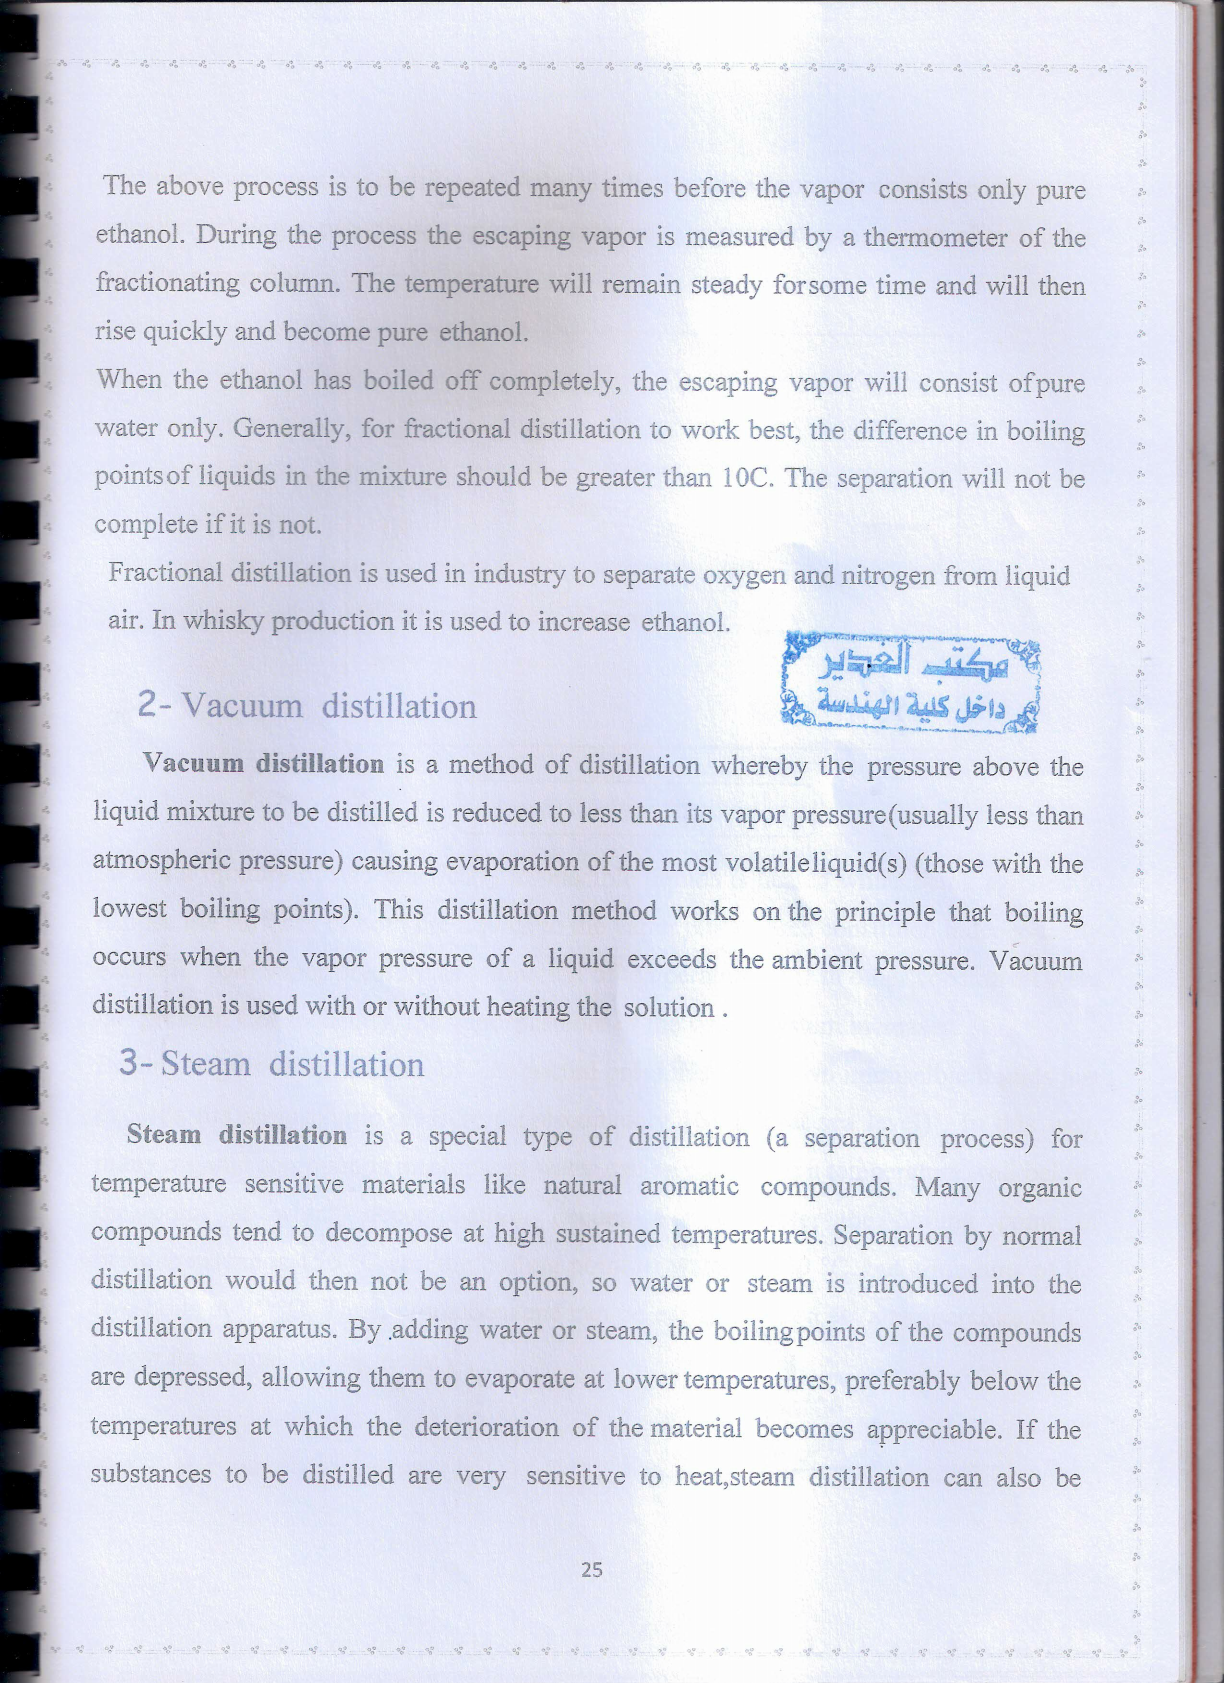 The above process is to be repeated many times before the vapor consists only pure
ethanol. During the process the escaping vapor is measured by a thermometer of the
fractionating column. The temperature will remain steady forsome time and will then
rise quickly and become pure ethanol.
When the ethanol has boiled off completely, the escaping vapor will consist ofpure
water only. Generally, for fractional distillation to work best, the difference in boiling
pointsof liquids in the mixture should be greater than 10C. The separation will not be
complete if it is not.
Fractional distillation is used in industry to separate oxygen and nitrogen from liquid
air. In whisky production it is used to increase ethanol.
مكتب الغدير
داخل كلية الهندسة
2- Vacuum distillation
Vacuum distillation is a method of distillation whereby the pressure above the
liquid mixture to be distilled is reduced to less than its vapor pressure(usually less than
atmospheric pressure) causing evaporation of the most volatileliquid(s) (those with the
lowest boiling points). This distillation method works on the principle that boiling
occurs when the vapor pressure of a liquid exceeds the ambient pressure. Vacuum
distillation is used with or without heating the solution .
3- Steam distillation
Steam distillation is a special type of distillation (a separation process) for
temperature sensitive materials like natural aromatic compounds. Many organic
compounds tend to decompose at high sustained temperatures. Separation by normal
distillation would then not be an option, so water or steam is introduced into the
distillation apparatus. By .adding water or steam, the boilingpoints of the compounds
are depressed, allowing them to evaporate at lower temperatures, preferably below the
temperatures at which the deterioration of the material becomes appreciable. If the
substances to be distilled are very sensitive to heat,steam distillation can also be
25